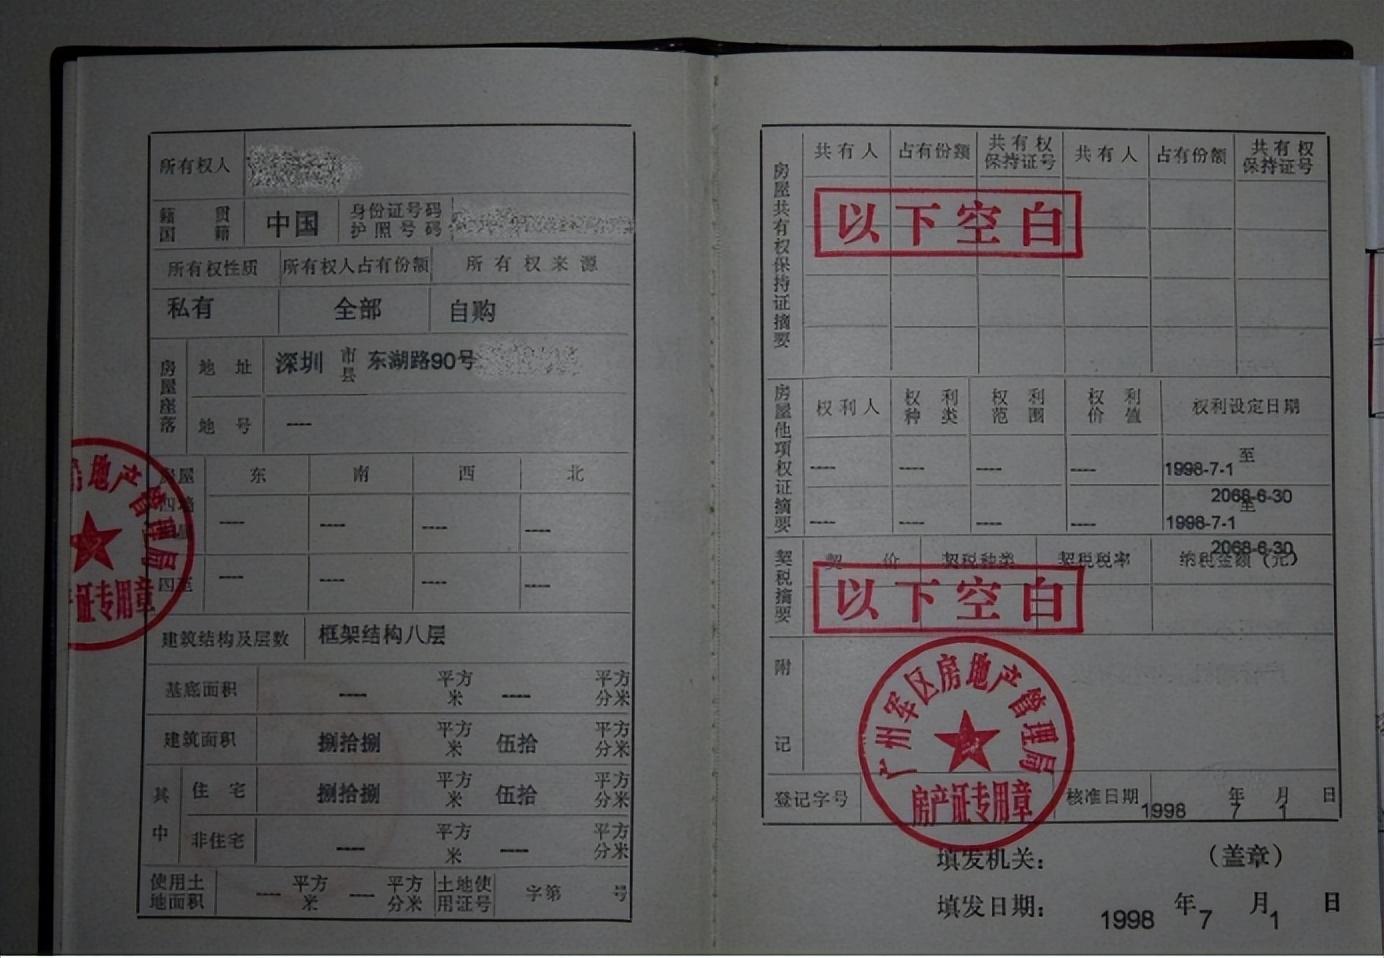 所有权人
籍贯 国籍 中国 身份证号码 护照号码
所有权性质 所有权人占有份额 所有权来源
私有 全部 自购
房屋座落 地址 深圳 市县 东湖路90号
地号 ----
房屋 东 南 西 北
四墙 ---- ---- ---- ----
四至 ---- ---- ---- ----
房地产管理局
证专用章
建筑结构及层数 框架结构八层
基底面积 ---- 平方米 ---- 平方分米
建筑面积 捌拾捌 平方米 伍拾 平方分米
其中 住宅 捌拾捌 平方米 伍拾 平方分米
非住宅 ---- 平方米 ---- 平方分米
使用土地面积 ---- 平方米 ---- 平方分米 土地使用证号 字第 号
房屋共有权保持证摘要
共有人 占有份额 共有权保持证号 共有人 占有份额 共有权保持证号
以下空白
房屋他项权证摘要
权利人 权利种类 权利范围 权利价值 权利设定日期
---- ---- ---- ---- 1998-7-1 至
2068-6-30
---- ---- ---- ---- 1998-7-1 至
2068-6-30
契税摘要
契价 契税种类 契税税率 纳税金额（元）
以下空白
附记
广州军区房地产管理局
房产证专用章
登记字号 核准日期 1998 年 7 月 1 日
填发机关： （盖章）
填发日期： 1998 年 7 月 1 日